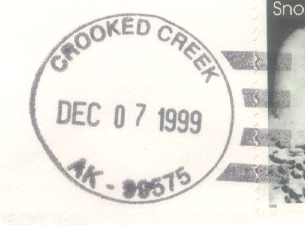 CROOKED CREEK
DEC 07 1999
AK - 99575
Sno